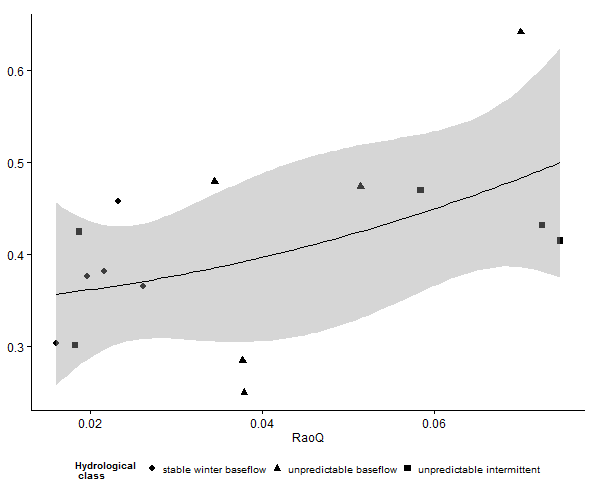 0.6
0.5
0.4
0.3
0.02 0.04 0.06
RaoQ
Hydrological
class
stable winter baseflow unpredictable baseflow unpredictable intermittent